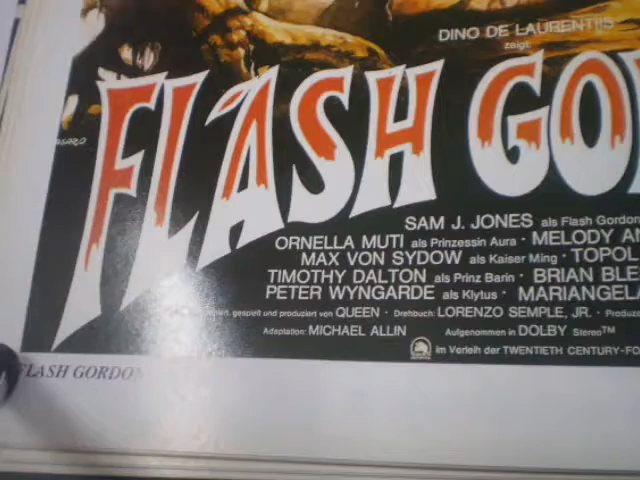 DINO DE LAURENTIIS
zeigt
FLASH GO
SAM J. JONES als Flash Gordon
ORNELLA MUTI als Prinzessin Aura · MELODY AN
MAX VON SYDOW als Kaiser Ming · TOPOL
TIMOTHY DALTON als Prinz Barin · BRIAN BLE
PETER WYNGARDE als Klytus · MARIANGELA
gespielt und produziert von QUEEN · Drehbuch: LORENZO SEMPLE, JR. · Produz
Adaptation: MICHAEL ALLIN Aufgenommen in DOLBY Stereo™
im Verleih der TWENTIETH CENTURY-FO
FLASH GORDON